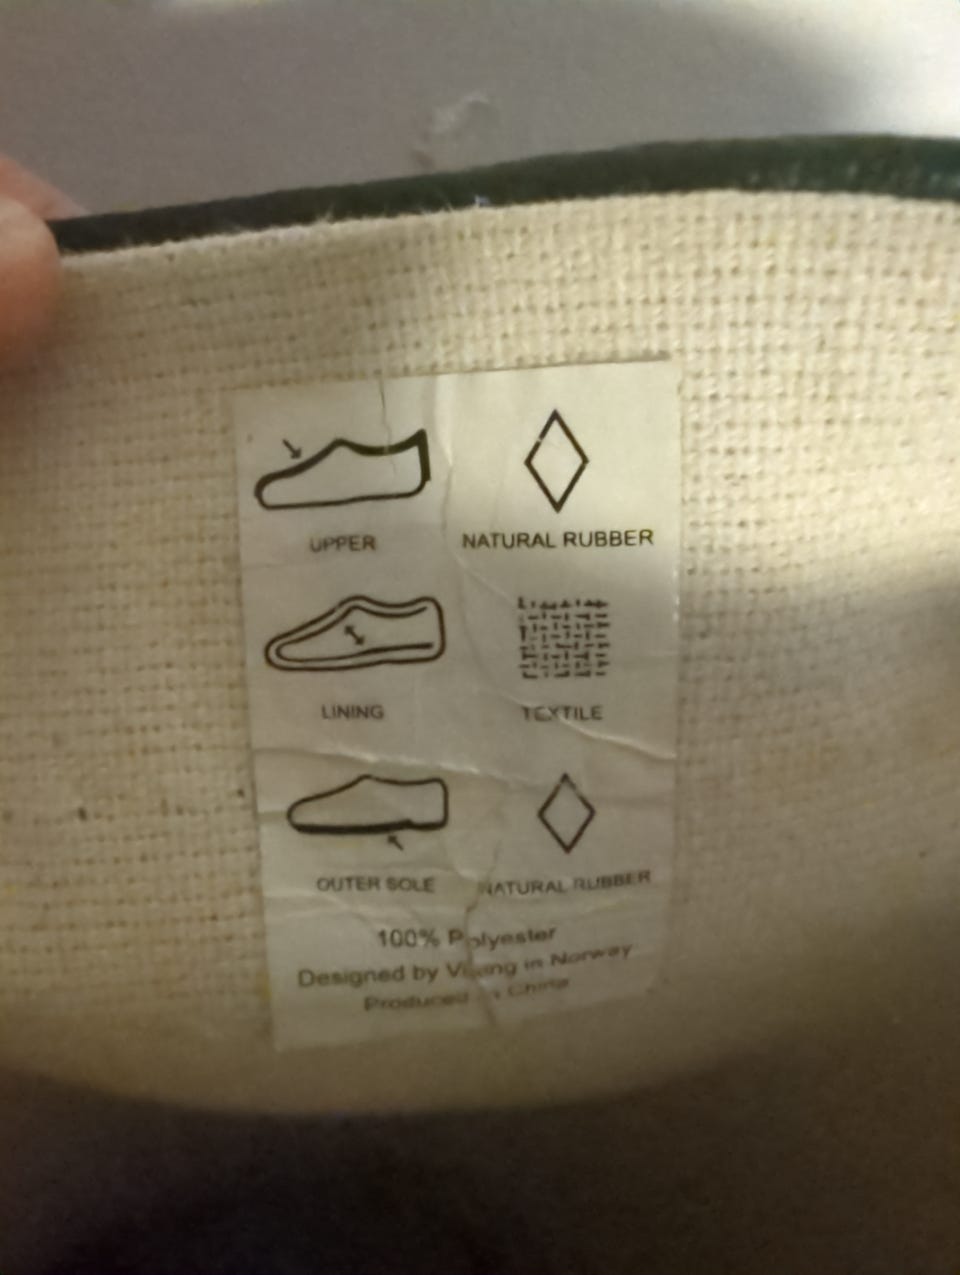 UPPER NATURAL RUBBER
LINING TEXTILE
OUTER SOLE NATURAL RUBBER
100% Polyester
Designed by Viking in Norway
Produced in China